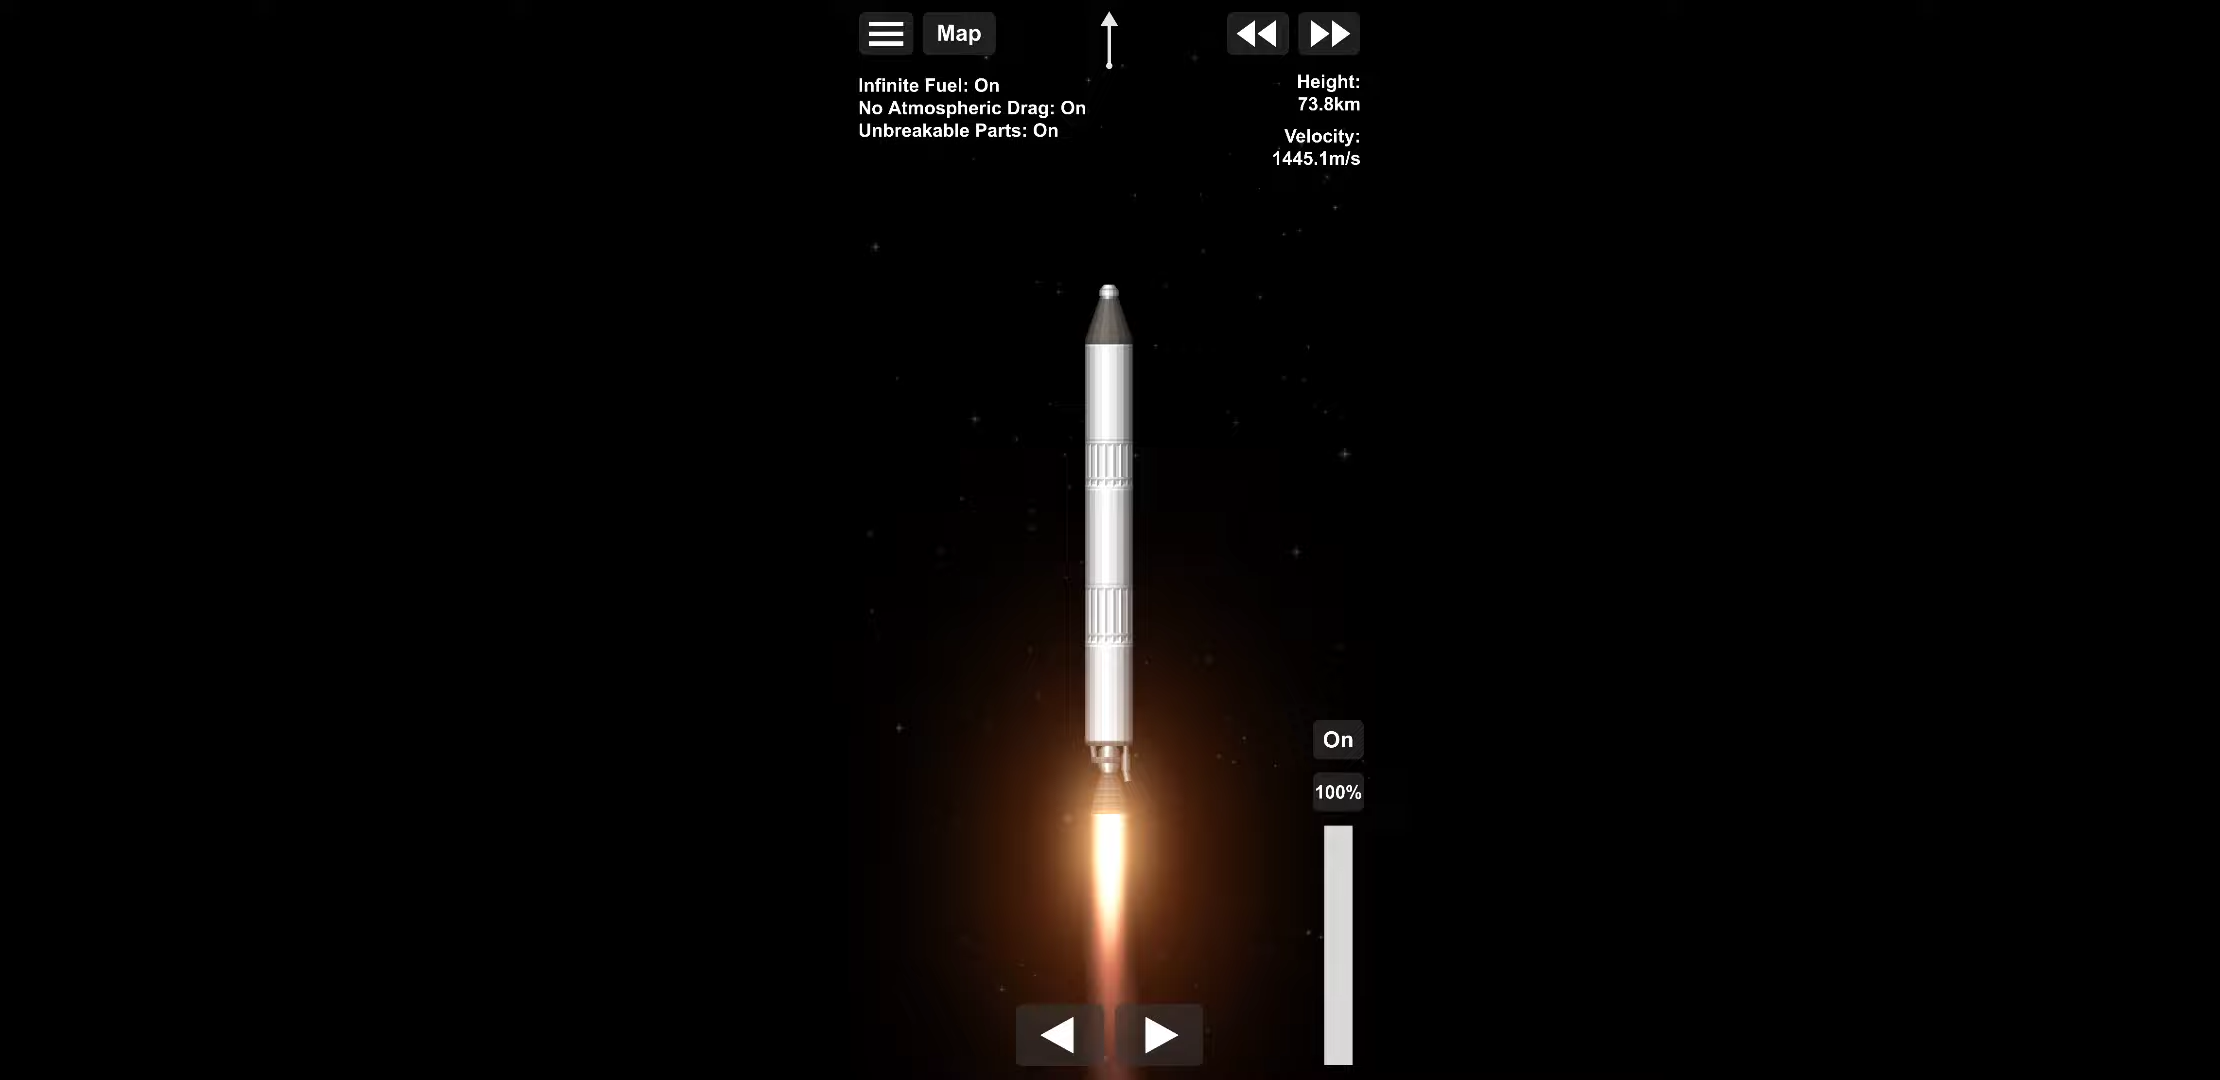 Map
Infinite Fuel: On
No Atmospheric Drag: On
Unbreakable Parts: On
Height:
73.8km
Velocity:
1445.1m/s
On
100%